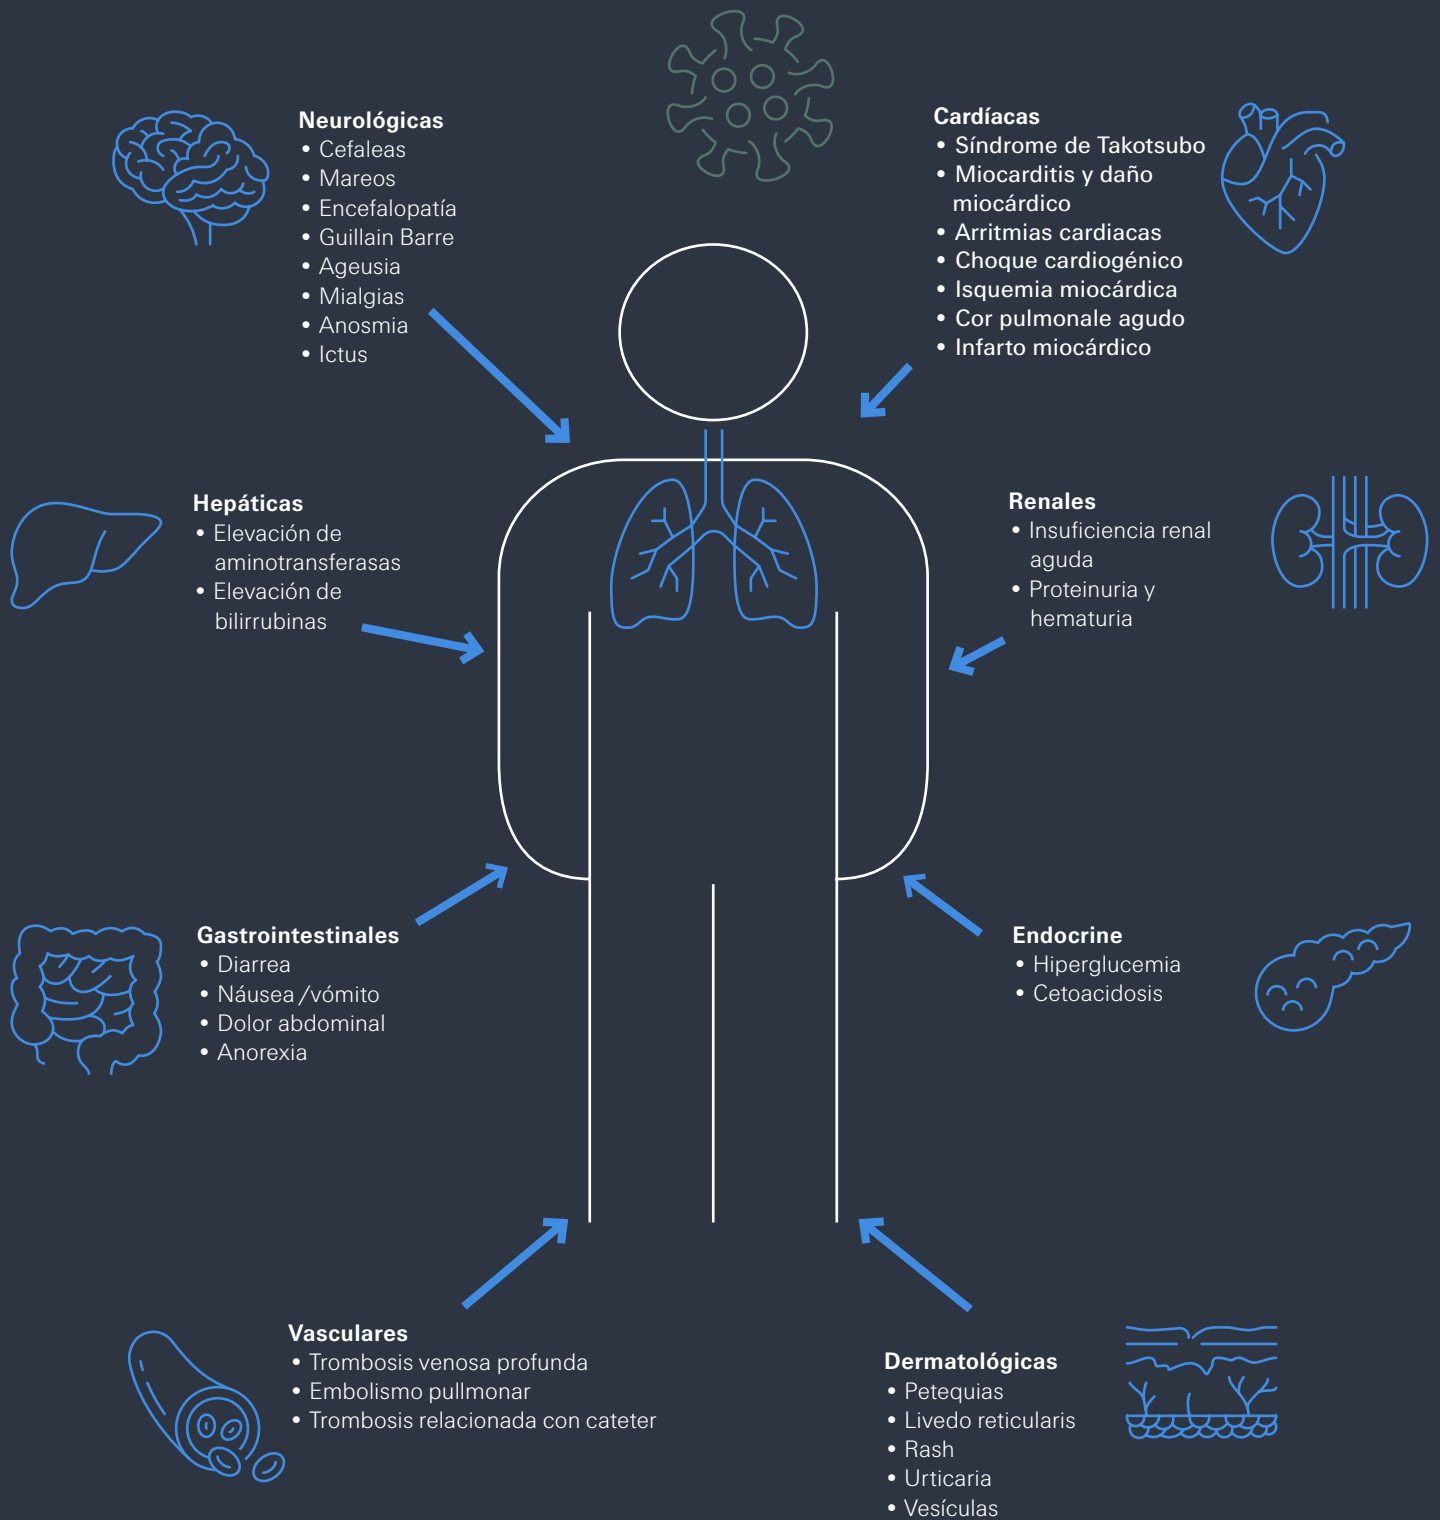 Neurológicas
• Cefaleas
• Mareos
• Encefalopatía
• Guillain Barre
• Ageusia
• Mialgias
• Anosmia
• Ictus
Cardíacas
• Síndrome de Takotsubo
• Miocarditis y daño
miocárdico
• Arritmias cardiacas
• Choque cardiogénico
• Isquemia miocárdica
• Cor pulmonale agudo
• Infarto miocárdico
Hepáticas
• Elevación de
aminotransferasas
• Elevación de
bilirrubinas
Renales
• Insuficiencia renal
aguda
• Proteinuria y
hematuria
Gastrointestinales
• Diarrea
• Náusea/vómito
• Dolor abdominal
• Anorexia
Endocrine
• Hiperglucemia
• Cetoacidosis
Vasculares
• Trombosis venosa profunda
• Embolismo pullmonar
• Trombosis relacionada con cateter
Dermatológicas
• Petequias
• Livedo reticularis
• Rash
• Urticaria
• Vesículas